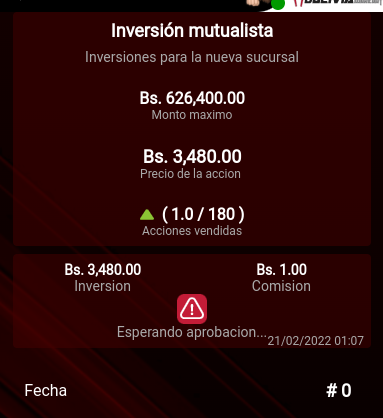 Inversión mutualista
Inversiones para la nueva sucursal
Bs. 626,400.00
Monto maximo
Bs. 3,480.00
Precio de la accion
( 1.0 / 180 )
Acciones vendidas
Bs. 3,480.00 Bs. 1.00
Inversion Comision
Esperando aprobacion...
21/02/2022 01:07
Fecha # 0